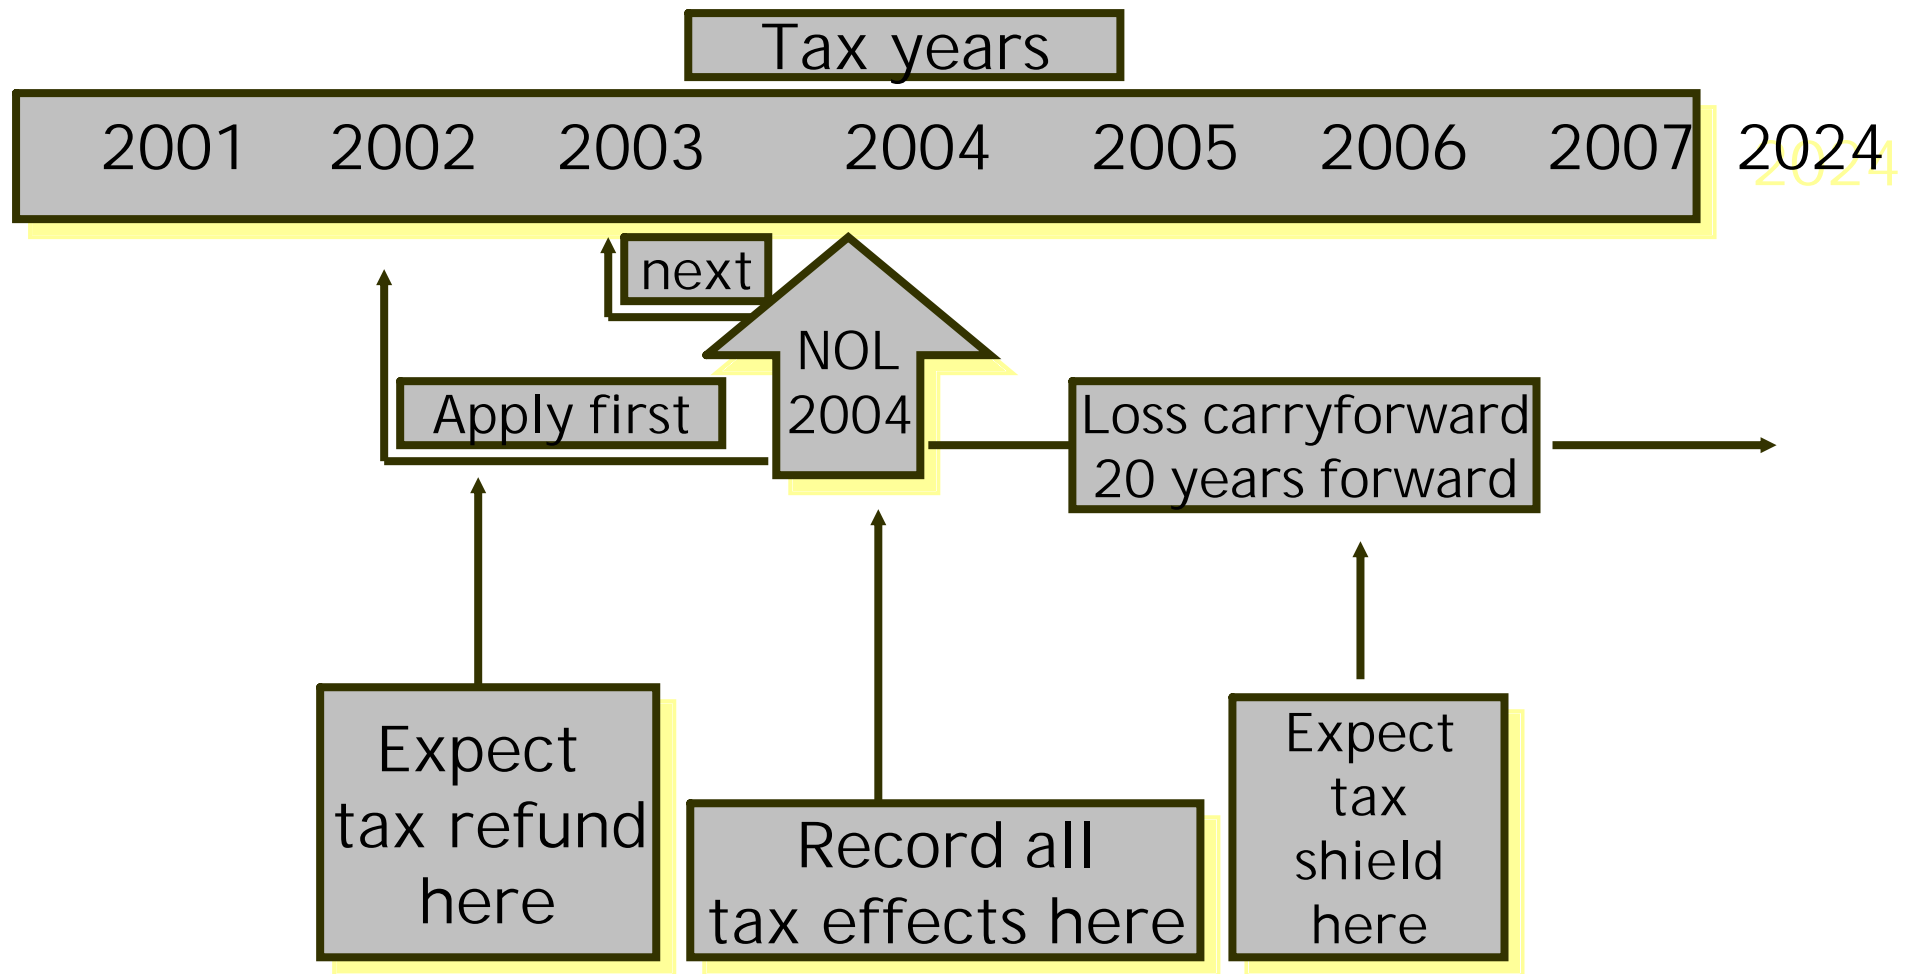 Tax years
2001 2002 2003 2004 2005 2006 2007 2024
next
NOL
2004
Apply first
Loss carryforward
20 years forward
Expect
tax refund
here
Record all
tax effects here
Expect
tax
shield
here